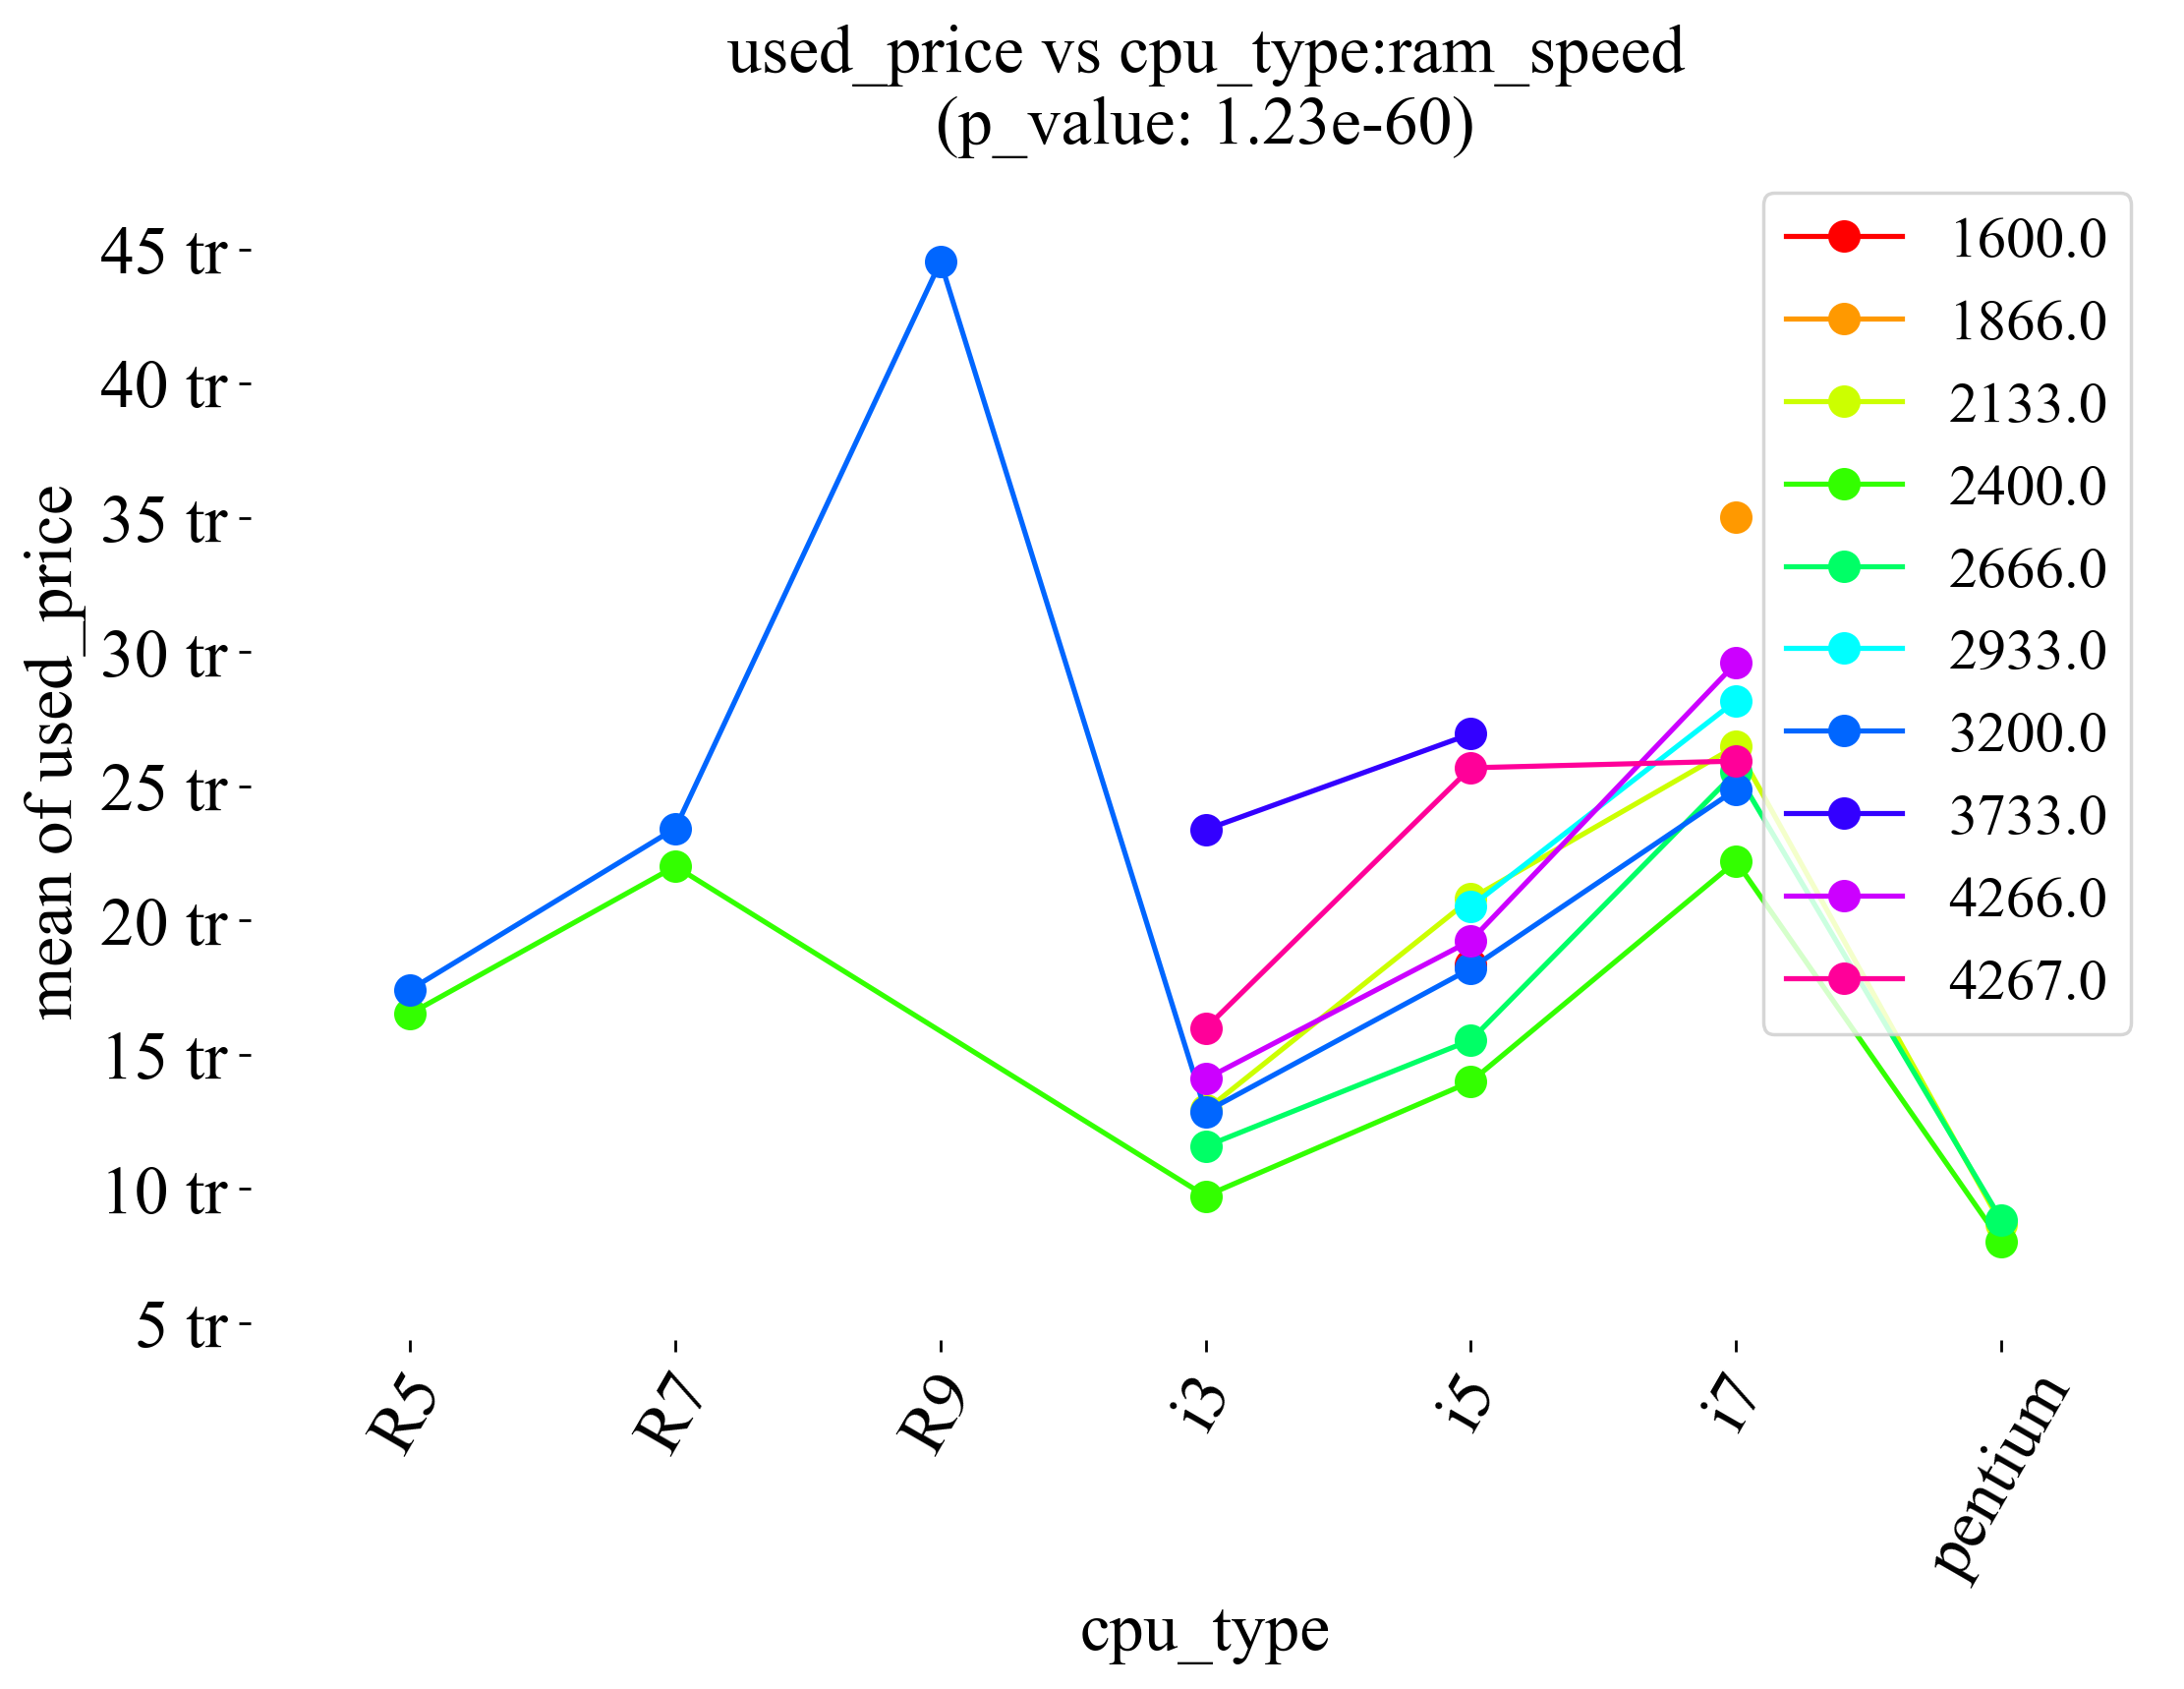 used_price vs cpu_type:ram_speed
(p_value: 1.23e-60)
mean of used_price
45 tr
40 tr
35 tr
30 tr
25 tr
20 tr
15 tr
10 tr
5 tr
1600.0
1866.0
2133.0
2400.0
2666.0
2933.0
3200.0
3733.0
4266.0
4267.0
R5
R7
R9
i3
i5
i7
pentium
cpu_type